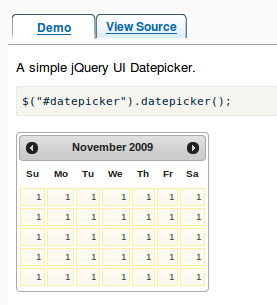 Demo View Source
A simple jQuery UI Datepicker.
$("#datepicker").datepicker();
November 2009
Su Mo Tu We Th Fr Sa
1 1 1 1 1 1 1
1 1 1 1 1 1 1
1 1 1 1 1 1 1
1 1 1 1 1 1 1
1 1 1 1 1 1 1